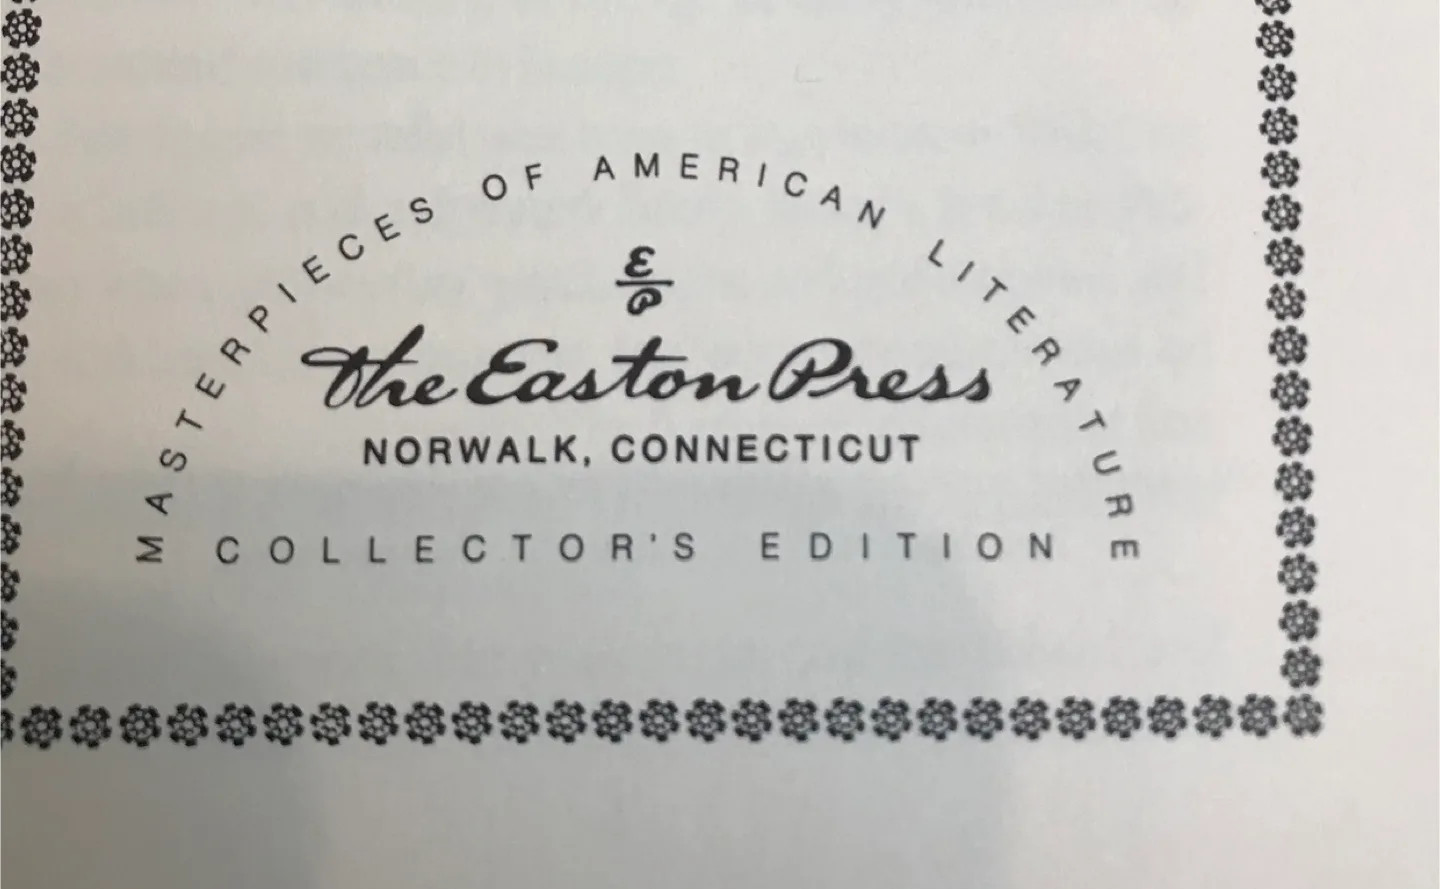 MASTERPIECES OF AMERICAN LITERATURE
E/P
The Easton Press
NORWALK, CONNECTICUT
COLLECTOR'S EDITION